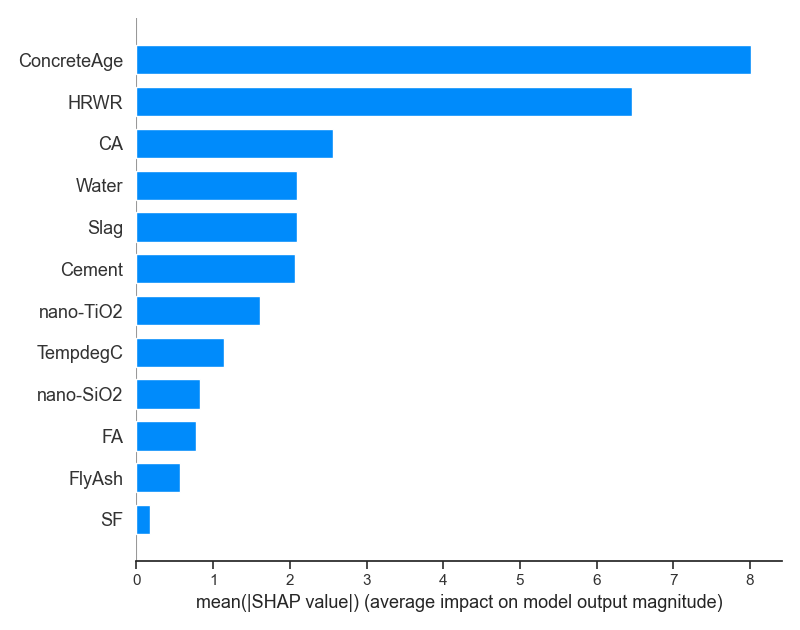 ConcreteAge
HRWR
CA
Water
Slag
Cement
nano-TiO2
TempdegC
nano-SiO2
FA
FlyAsh
SF
0 1 2 3 4 5 6 7 8
mean(|SHAP value|) (average impact on model output magnitude)